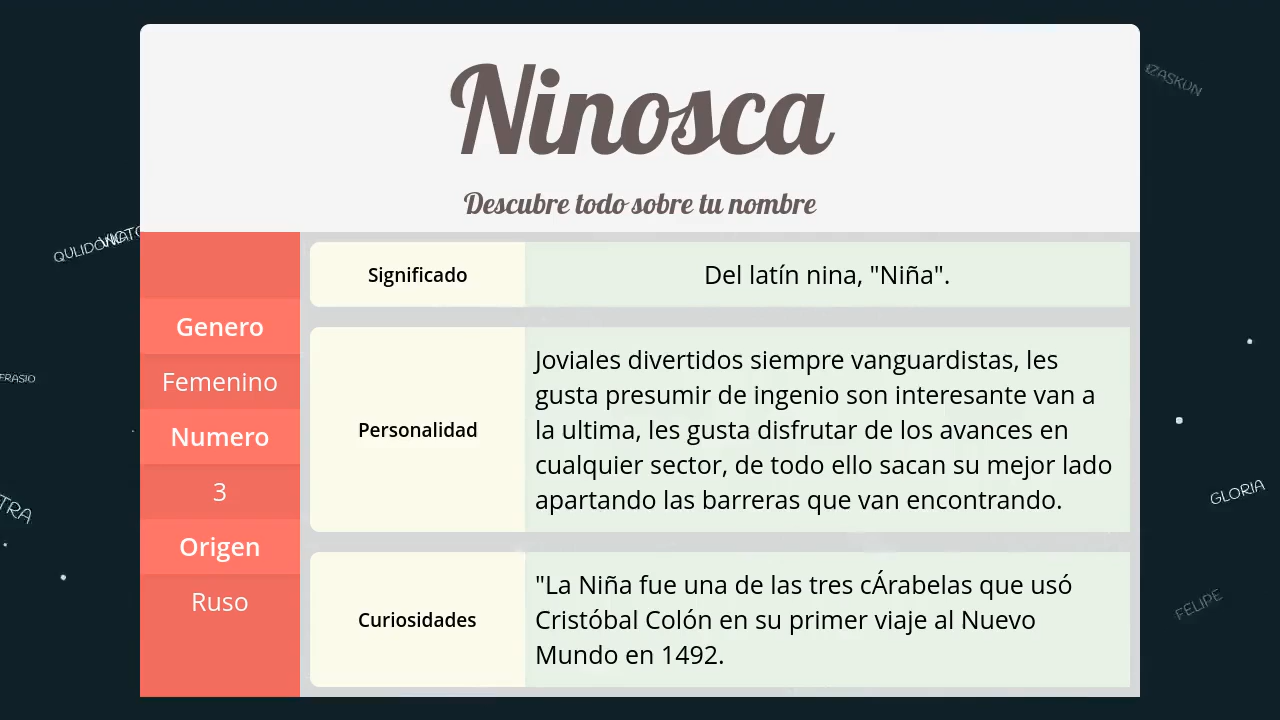 Ninosca
Descubre todo sobre tu nombre
Genero
Femenino
Numero
3
Origen
Ruso
Significado
Del latín nina, "Niña".
Personalidad
Joviales divertidos siempre vanguardistas, les
gusta presumir de ingenio son interesante van a
la ultima, les gusta disfrutar de los avances en
cualquier sector, de todo ello sacan su mejor lado
apartando las barreras que van encontrando.
Curiosidades
"La Niña fue una de las tres cÁrabelas que usó
Cristóbal Colón en su primer viaje al Nuevo
Mundo en 1492.
GLORIA
FELIPE